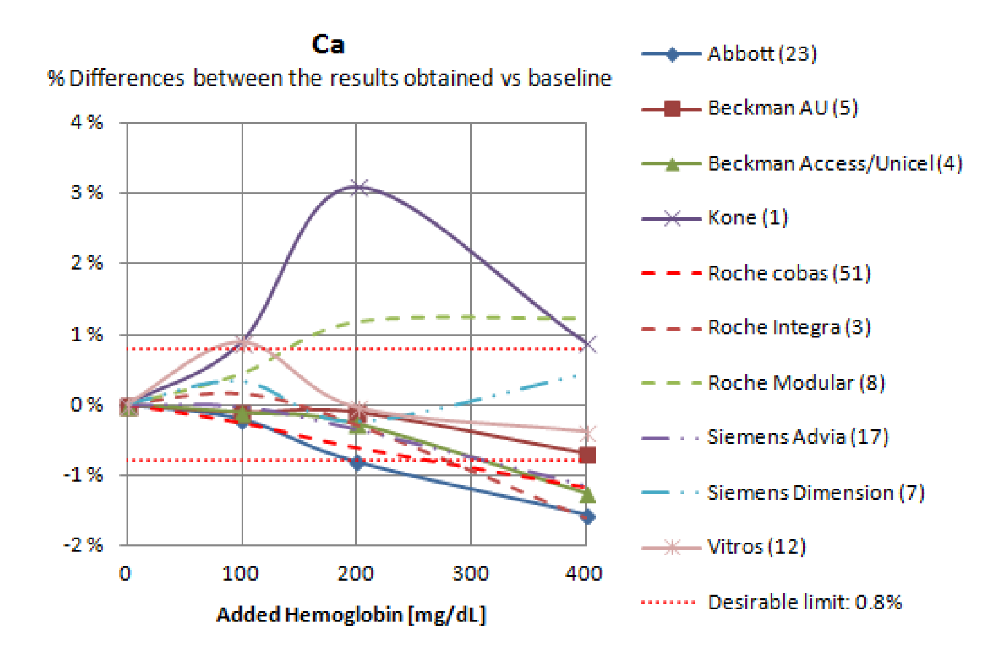 Ca
% Differences between the results obtained vs baseline
4 %
3 %
2 %
1 %
0 %
-1 %
-2 %
0 100 200 300 400
Added Hemoglobin [mg/dL]
Abbott (23)
Beckman AU (5)
Beckman Access/Unicel (4)
Kone (1)
Roche cobas (51)
Roche Integra (3)
Roche Modular (8)
Siemens Advia (17)
Siemens Dimension (7)
Vitros (12)
Desirable limit: 0.8%